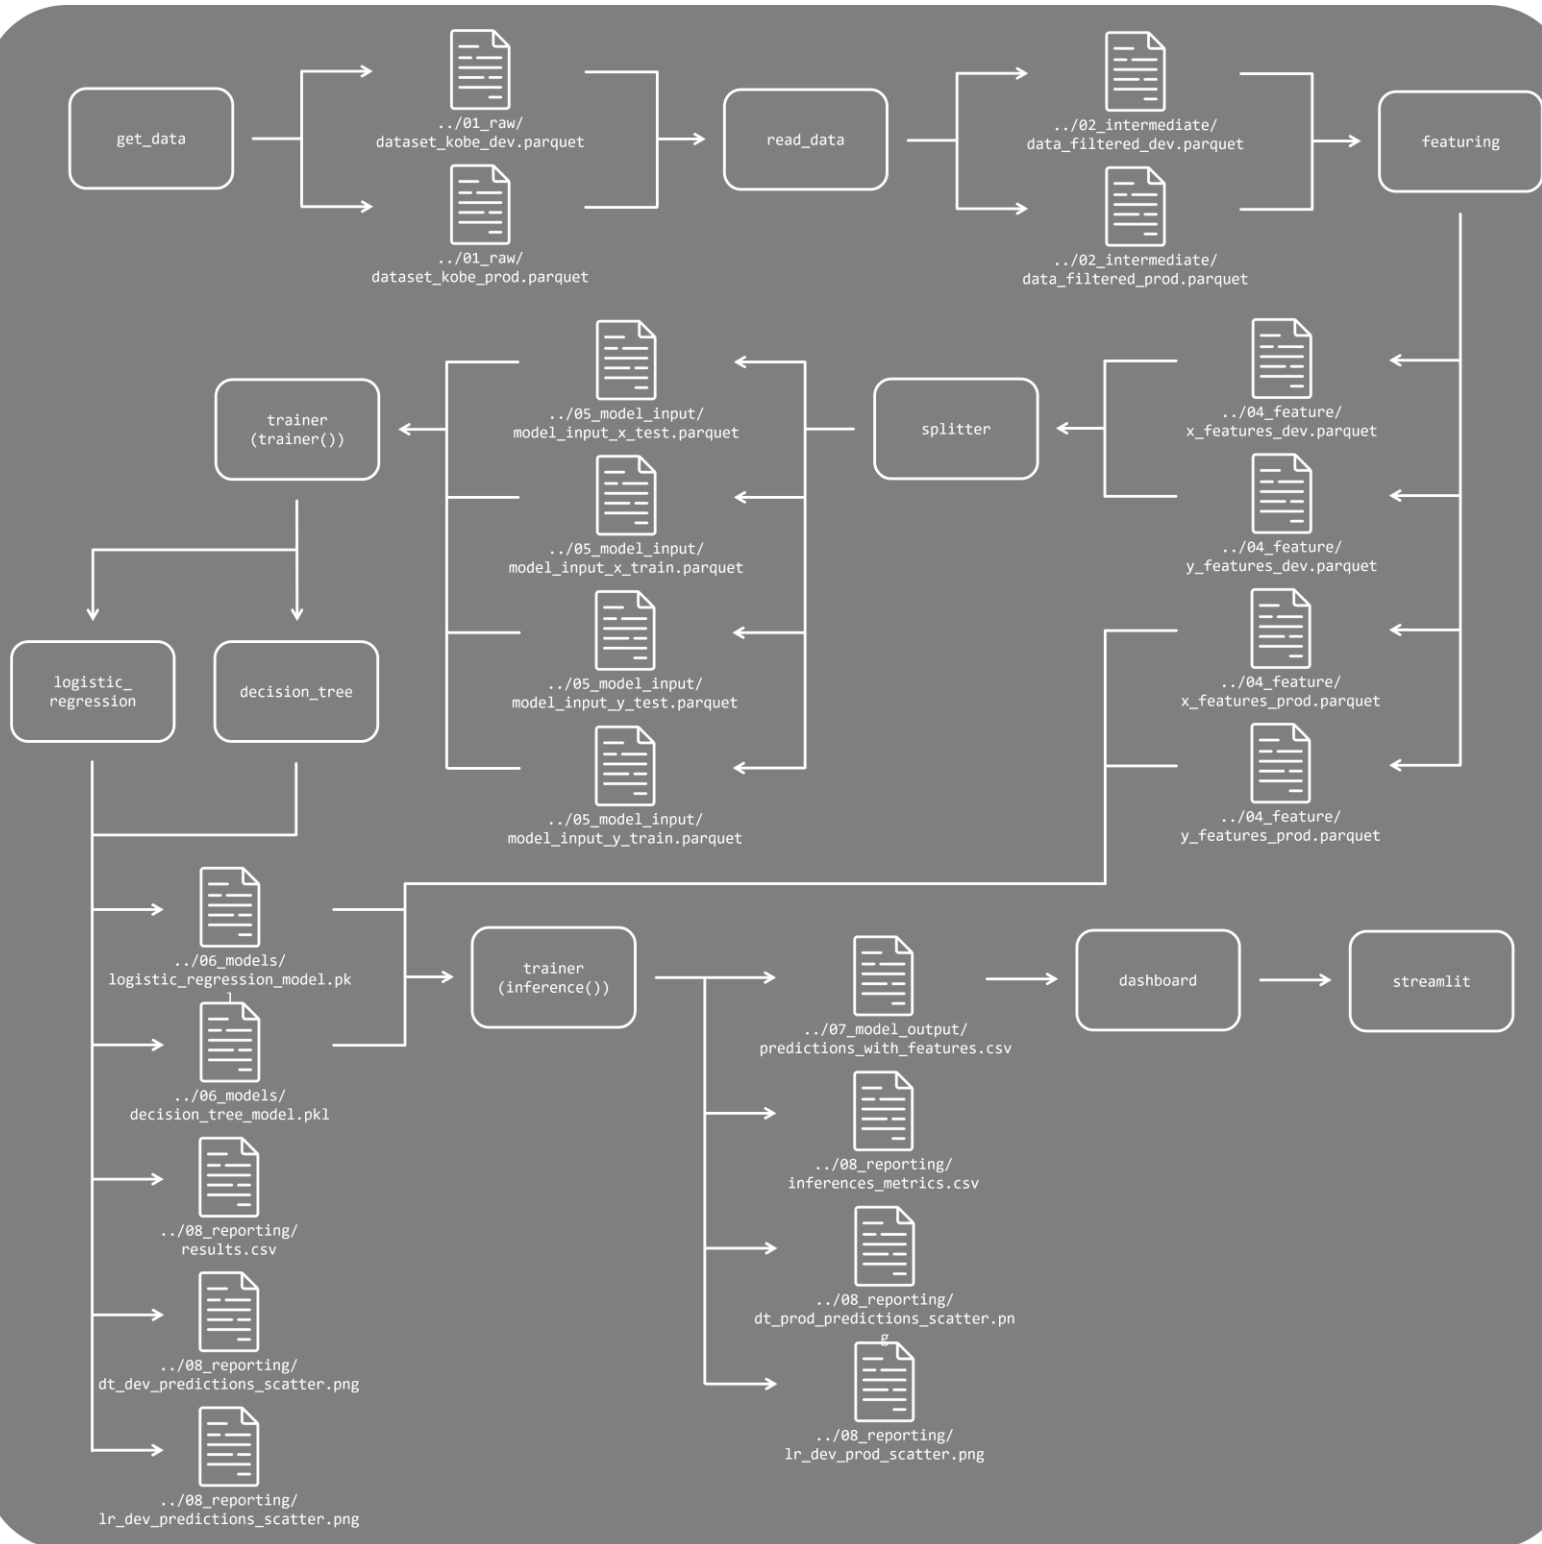 get_data
../01_raw/
dataset_kobe_dev.parquet
../01_raw/
dataset_kobe_prod.parquet
read_data
../02_intermediate/
data_filtered_dev.parquet
../02_intermediate/
data_filtered_prod.parquet
featuring
trainer
(trainer())
../05_model_input/
model_input_x_test.parquet
../05_model_input/
model_input_x_train.parquet
../05_model_input/
model_input_y_test.parquet
../05_model_input/
model_input_y_train.parquet
splitter
../04_feature/
x_features_dev.parquet
../04_feature/
y_features_dev.parquet
../04_feature/
x_features_prod.parquet
../04_feature/
y_features_prod.parquet
logistic_
regression
decision_tree
../06_models/
logistic_regression_model.pk
l
../06_models/
decision_tree_model.pkl
../08_reporting/
results.csv
../08_reporting/
dt_dev_predictions_scatter.png
../08_reporting/
lr_dev_predictions_scatter.png
trainer
(inference())
../07_model_output/
predictions_with_features.csv
../08_reporting/
inferences_metrics.csv
../08_reporting/
dt_prod_predictions_scatter.pn
g
../08_reporting/
lr_dev_prod_scatter.png
dashboard
streamlit